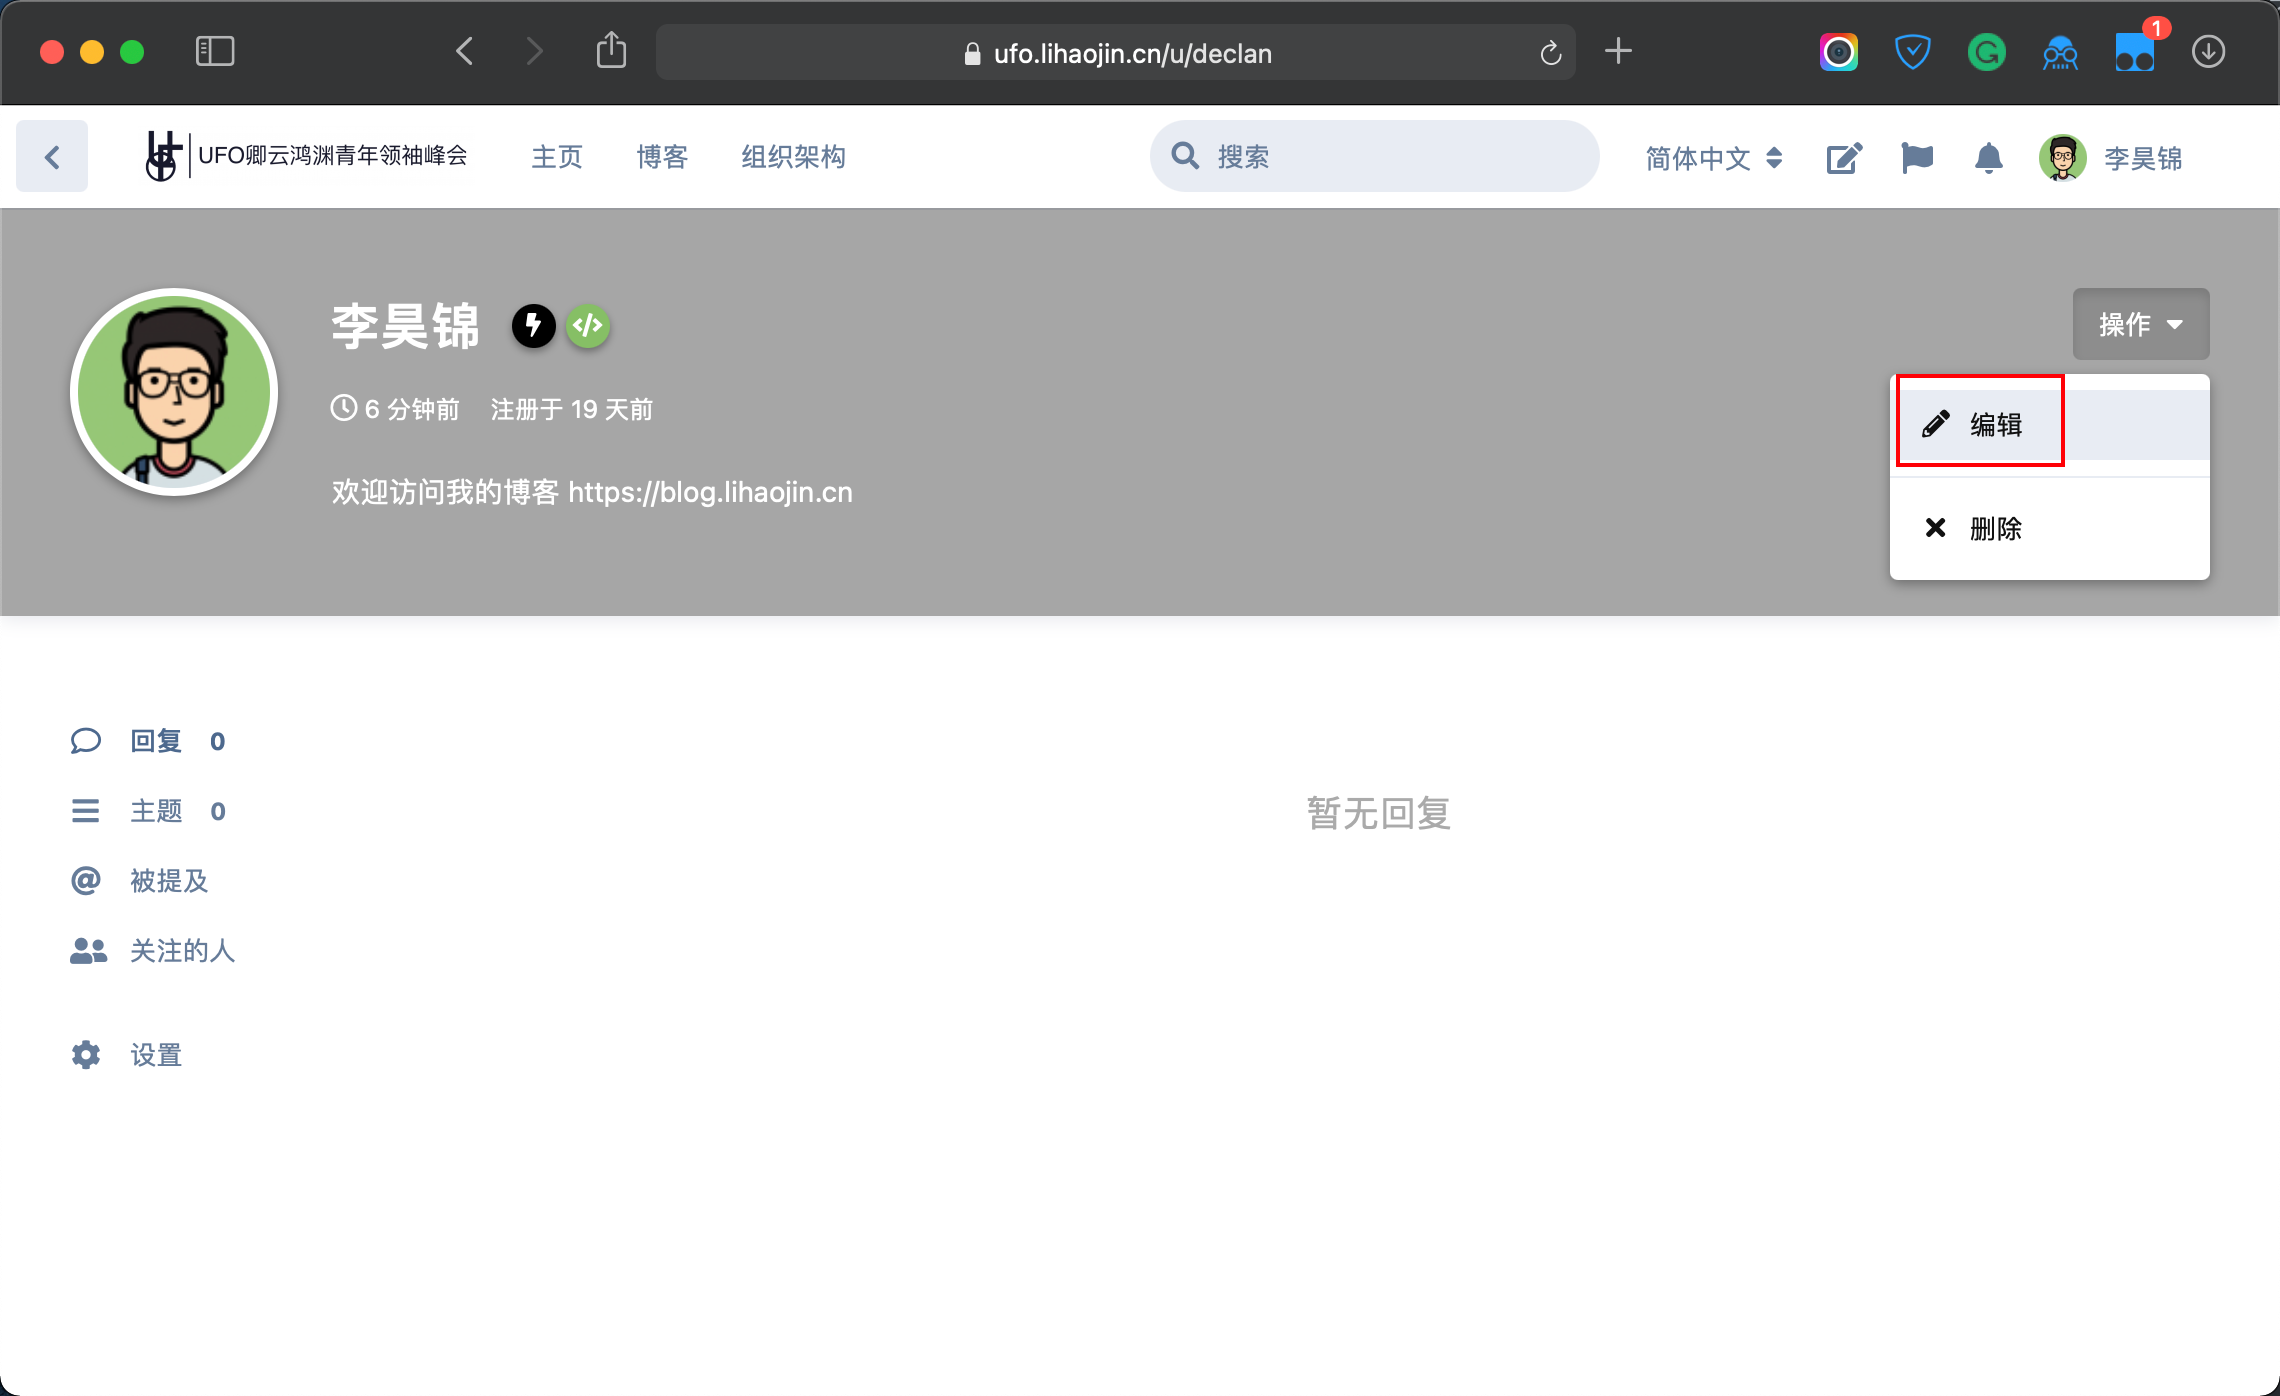 ufo.lihaojin.cn/u/declan
1
UFO卿云鸿渊青年领袖峰会
主页
博客
组织架构
搜索
简体中文
李昊锦
李昊锦
操作
6 分钟前 注册于 19 天前
编辑
欢迎访问我的博客 https://blog.lihaojin.cn
删除
回复 0
主题 0
暂无回复
被提及
关注的人
设置